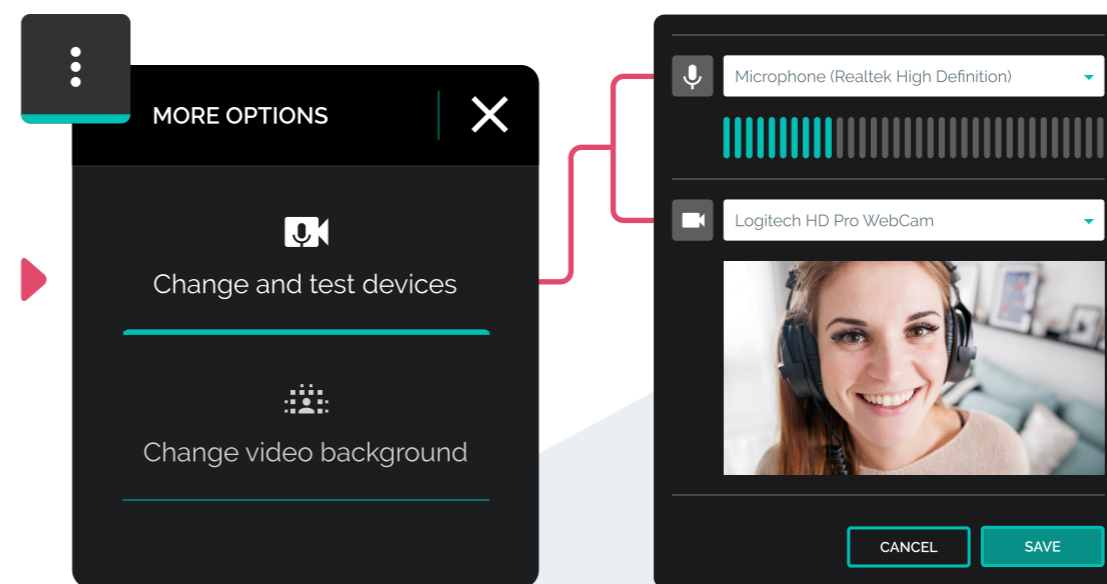 MORE OPTIONS
Change and test devices
Change video background
Microphone (Realtek High Definition)
Logitech HD Pro WebCam
CANCEL
SAVE